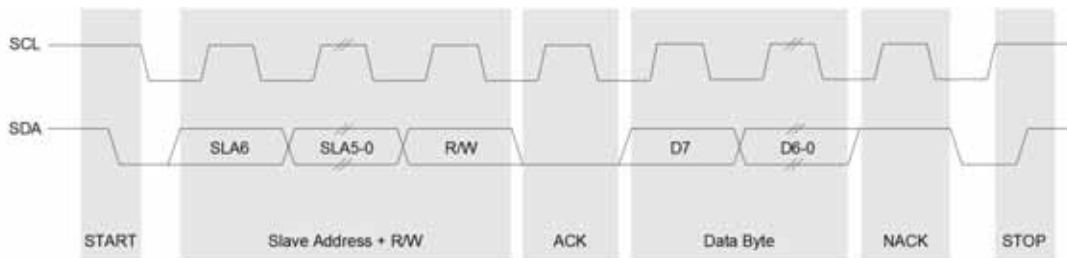 SCL
SDA
SLA6 SLA5-0 R/W D7 D6-0
START Slave Address + R/W ACK Data Byte NACK STOP